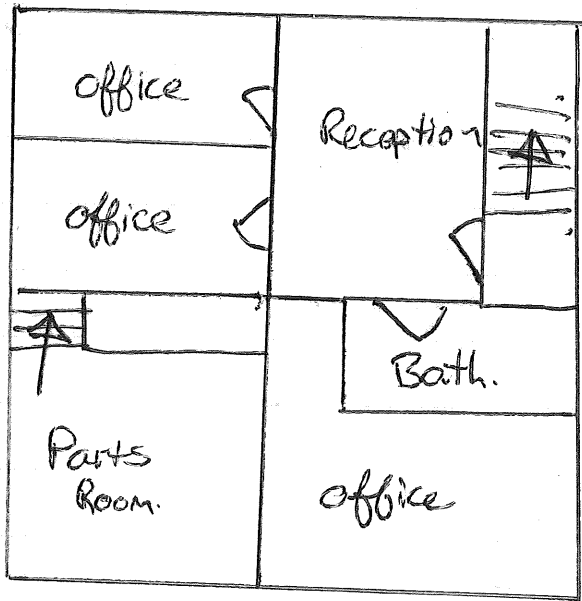 office
Reception
office
Bath.
Parts
Room.
office